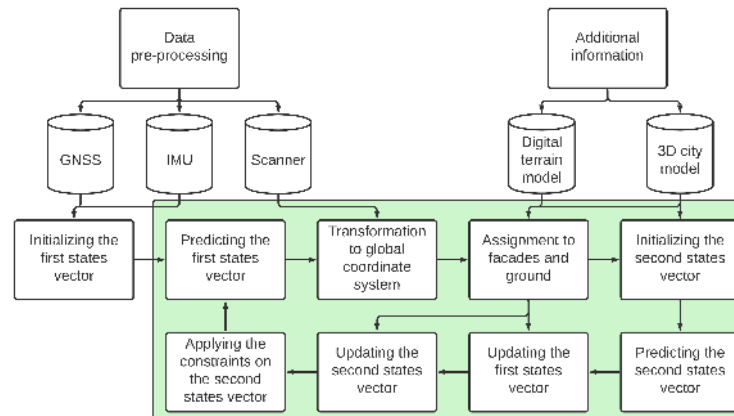 Data
pre-processing
Additional
information
GNSS
IMU
Scanner
Digital
terrain
model
3D city
model
Initializing the
first states
vector
Predicting the
first states
vector
Transformation
to global
coordinate
system
Assignment to
facades and
ground
Initializing the
second states
vector
Applying the
constraints on
the second
states vector
Updating the
second states
vector
Updating the
first states
vector
Predicting the
second states
vector